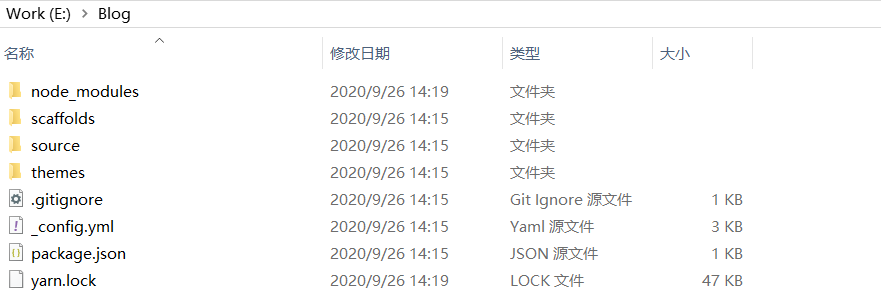 Work (E:) > Blog
名称 修改日期 类型 大小
node_modules 2020/9/26 14:19 文件夹
scaffolds 2020/9/26 14:15 文件夹
source 2020/9/26 14:15 文件夹
themes 2020/9/26 14:15 文件夹
.gitignore 2020/9/26 14:15 Git Ignore 源文件 1 KB
_config.yml 2020/9/26 14:15 Yaml 源文件 3 KB
package.json 2020/9/26 14:15 JSON 源文件 1 KB
yarn.lock 2020/9/26 14:19 LOCK 文件 47 KB